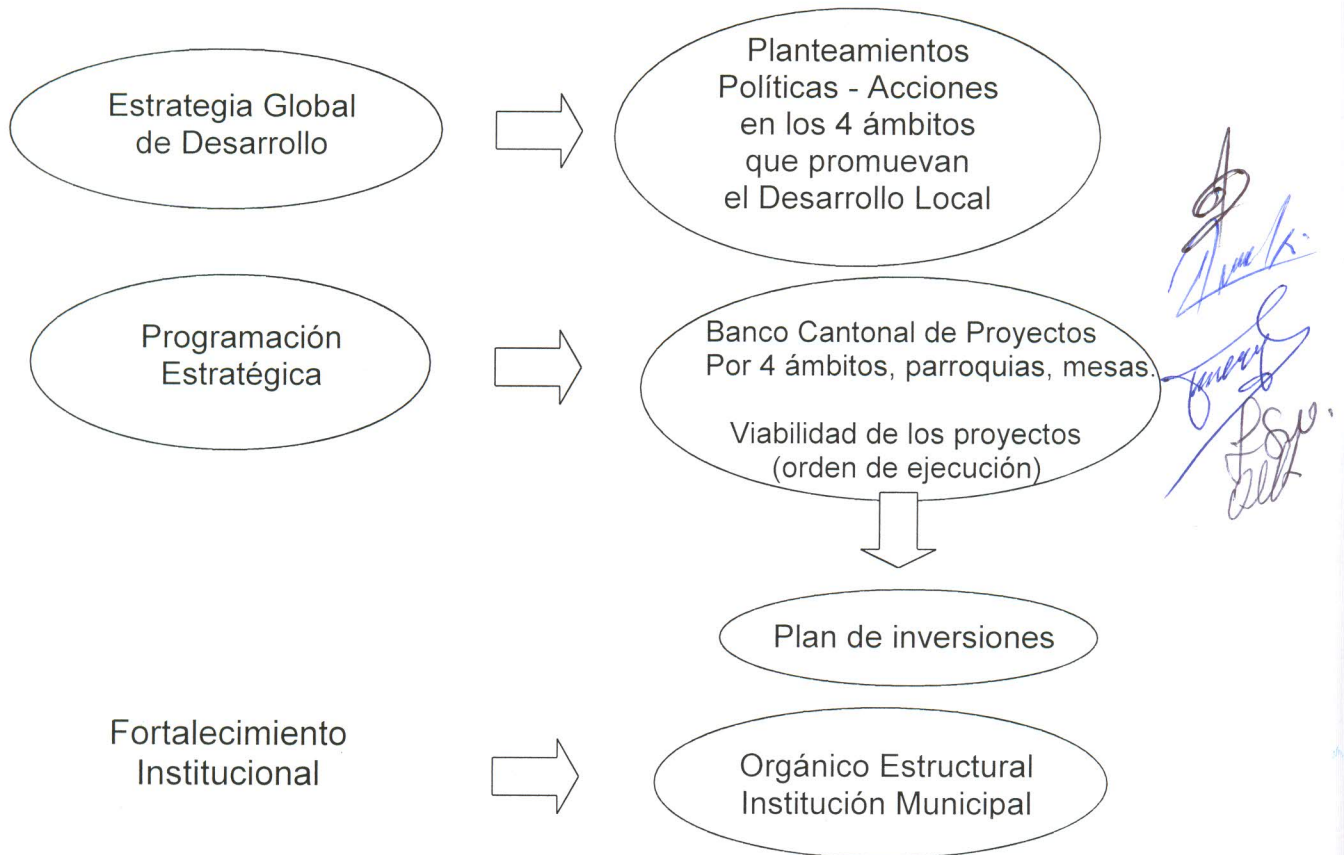 Estrategia Global
de Desarrollo
Planteamientos
Políticas - Acciones
en los 4 ámbitos
que promuevan
el Desarrollo Local
Programación
Estratégica
Banco Cantonal de Proyectos
Por 4 ámbitos, parroquias, mesas.
Viabilidad de los proyectos
(orden de ejecución)
Plan de inversiones
Fortalecimiento
Institucional
Orgánico Estructural
Institución Municipal